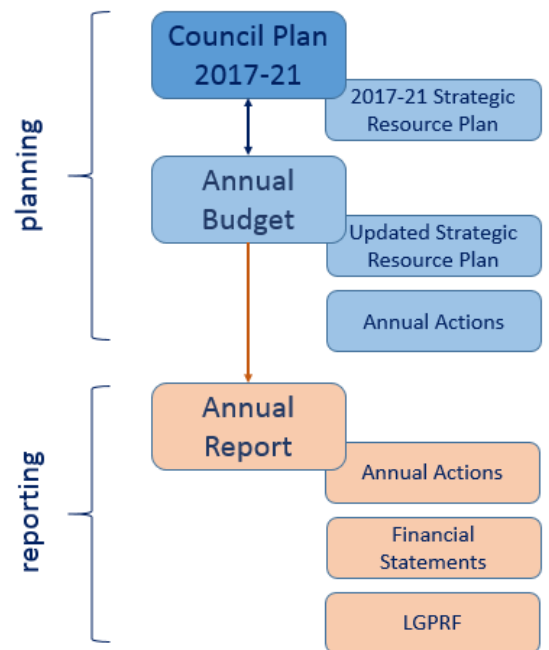 Council Plan
2017-21
2017-21 Strategic
Resource Plan
planning
Annual
Budget
Updated Strategic
Resource Plan
Annual Actions
Annual
Report
reporting
Annual Actions
Financial
Statements
LGPRF